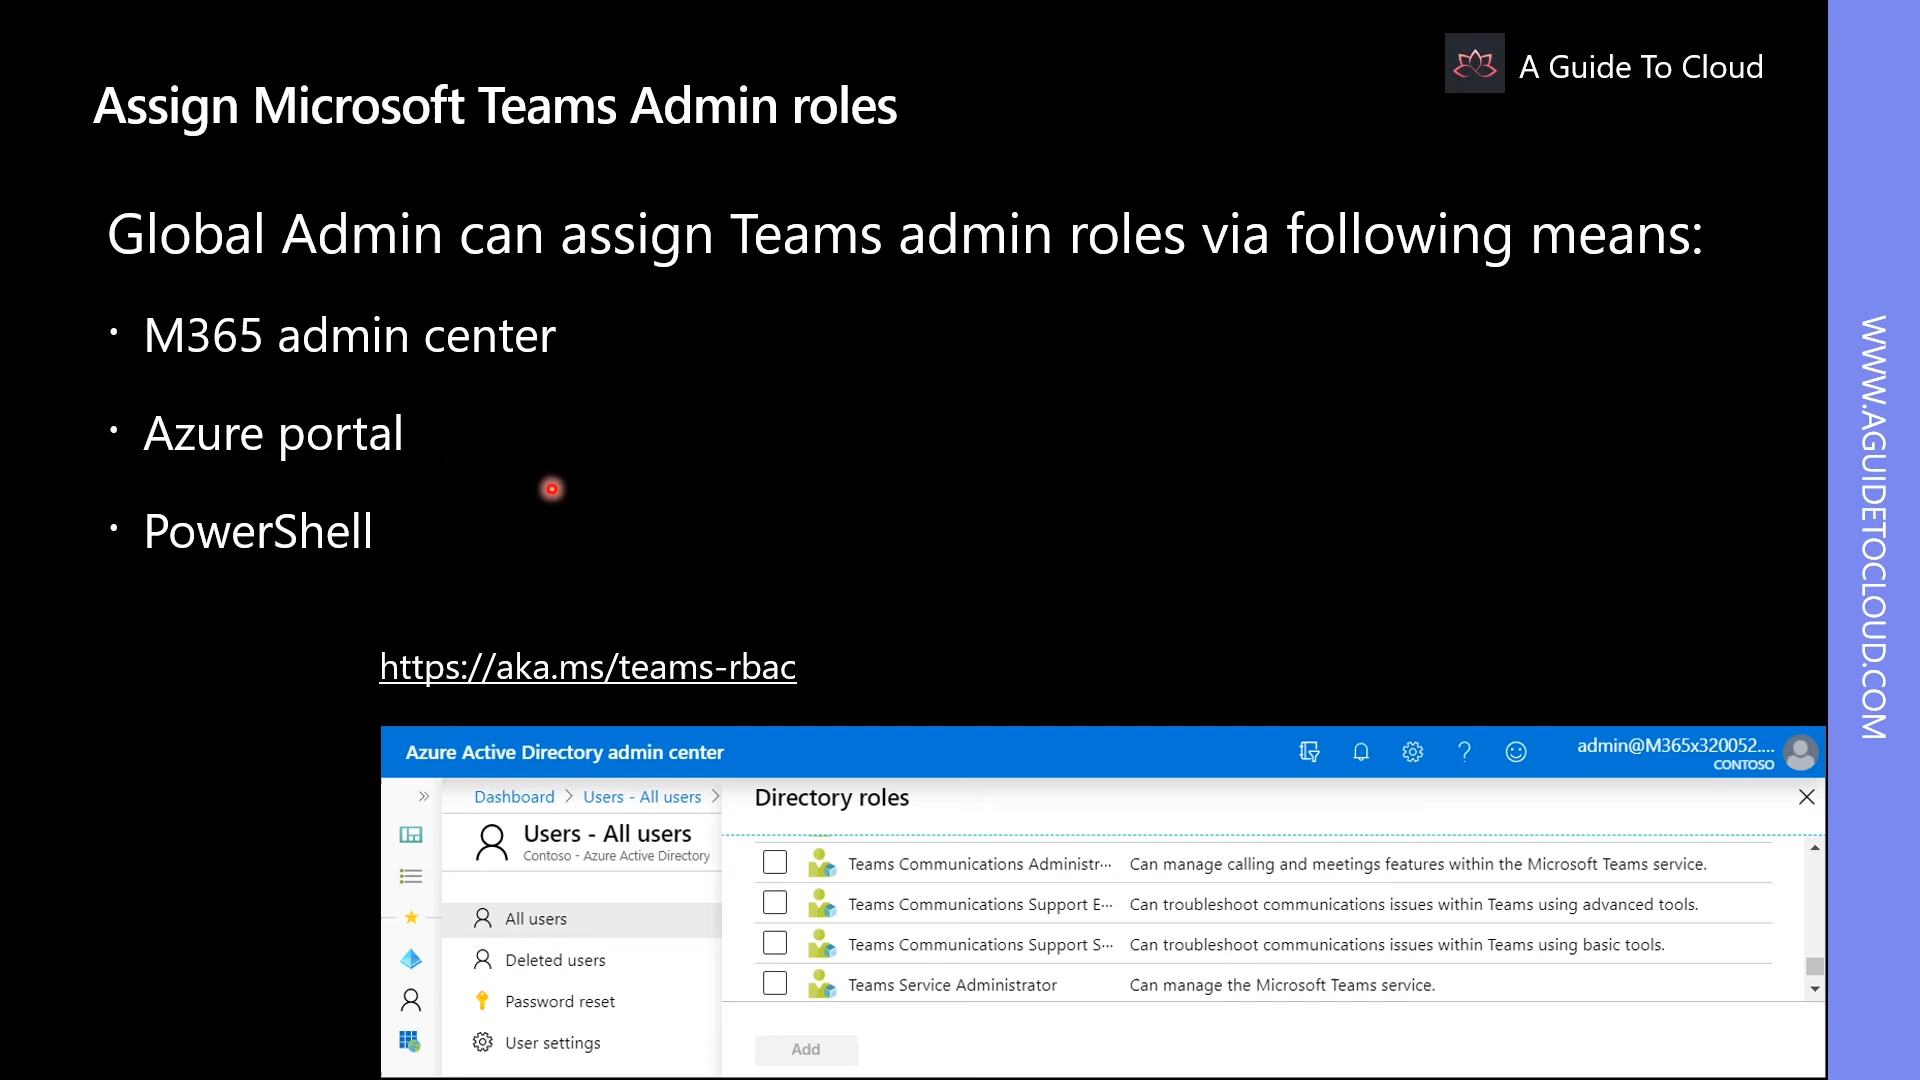 A Guide To Cloud
Assign Microsoft Teams Admin roles
Global Admin can assign Teams admin roles via following means:
· M365 admin center
· Azure portal
· PowerShell
https://aka.ms/teams-rbac
Azure Active Directory admin center
admin@M365x320052....
CONTOSO
Dashboard > Users - All users >
Users - All users
Contoso - Azure Active Directory
All users
Deleted users
Password reset
User settings
Directory roles
Teams Communications Administr··· Can manage calling and meetings features within the Microsoft Teams service.
Teams Communications Support E··· Can troubleshoot communications issues within Teams using advanced tools.
Teams Communications Support S··· Can troubleshoot communications issues within Teams using basic tools.
Teams Service Administrator Can manage the Microsoft Teams service.
Add
WWW.AGUIDETOCLOUD.COM